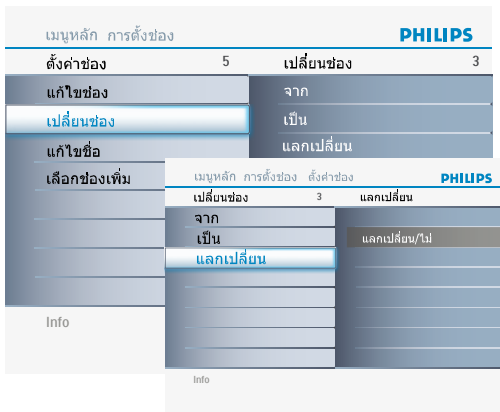 เมนูหลัก การตั้งช่อง PHILIPS
ตั้งค่าช่อง 5 เปลี่ยนช่อง 3
แก้ไขช่อง จาก
เปลี่ยนช่อง เป็น
แก้ไขชื่อ แลกเปลี่ยน
เลือกช่องเพิ่ม
Info
เมนูหลัก การตั้งช่อง ตั้งค่าช่อง PHILIPS
เปลี่ยนช่อง 3 แลกเปลี่ยน
จาก
เป็น แลกเปลี่ยน/ไม่
แลกเปลี่ยน
Info